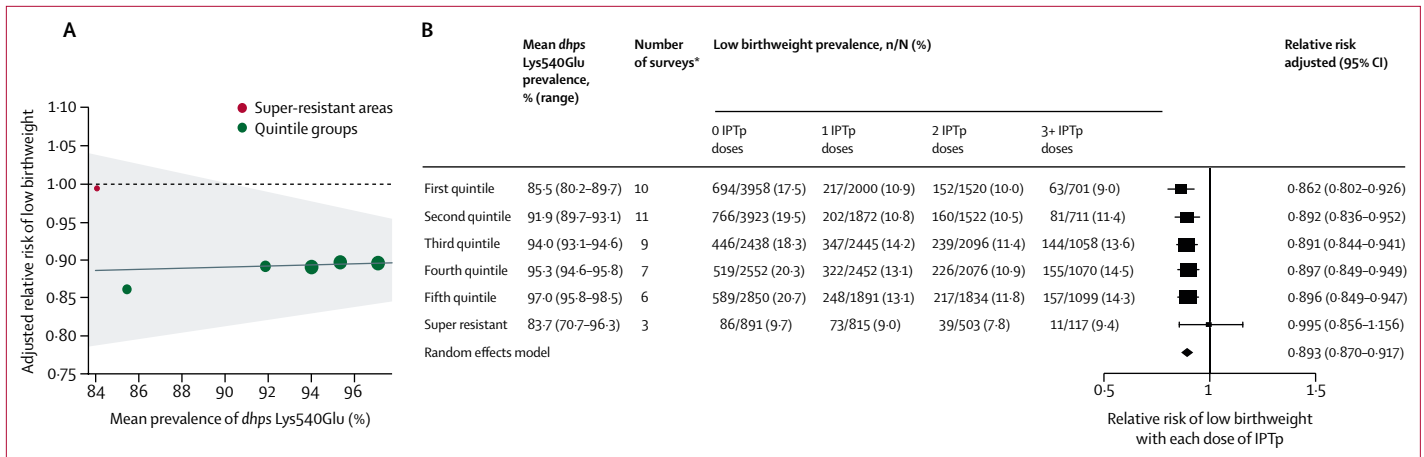 A
Adjusted relative risk of low birthweight
1·10
1·05
1·00
0·95
0·90
0·85
0·80
0·75
84 86 88 90 92 94 96
Mean prevalence of dhps Lys540Glu (%)
Super-resistant areas
Quintile groups
B
Mean dhps
Lys540Glu
prevalence,
% (range)
Number
of surveys*
Low birthweight prevalence, n/N (%)
Relative risk
adjusted (95% CI)
0 IPTp
doses
1 IPTp
doses
2 IPTp
doses
3+ IPTp
doses
First quintile 85·5 (80·2–89·7) 10 694/3958 (17·5) 217/2000 (10·9) 152/1520 (10·0) 63/701 (9·0) 0·862 (0·802–0·926)
Second quintile 91·9 (89·7–93·1) 11 766/3923 (19·5) 202/1872 (10·8) 160/1522 (10·5) 81/711 (11·4) 0·892 (0·836–0·952)
Third quintile 94·0 (93·1–94·6) 9 446/2438 (18·3) 347/2445 (14·2) 239/2096 (11·4) 144/1058 (13·6) 0·891 (0·844–0·941)
Fourth quintile 95·3 (94·6–95·8) 7 519/2552 (20·3) 322/2452 (13·1) 226/2076 (10·9) 155/1070 (14·5) 0·897 (0·849–0·949)
Fifth quintile 97·0 (95·8–98·5) 6 589/2850 (20·7) 248/1891 (13·1) 217/1834 (11·8) 157/1099 (14·3) 0·896 (0·849–0·947)
Super resistant 83·7 (70·7–96·3) 3 86/891 (9·7) 73/815 (9·0) 39/503 (7·8) 11/117 (9·4) 0·995 (0·856–1·156)
Random effects model 0·893 (0·870–0·917)
0·5 1 1·5
Relative risk of low birthweight
with each dose of IPTp